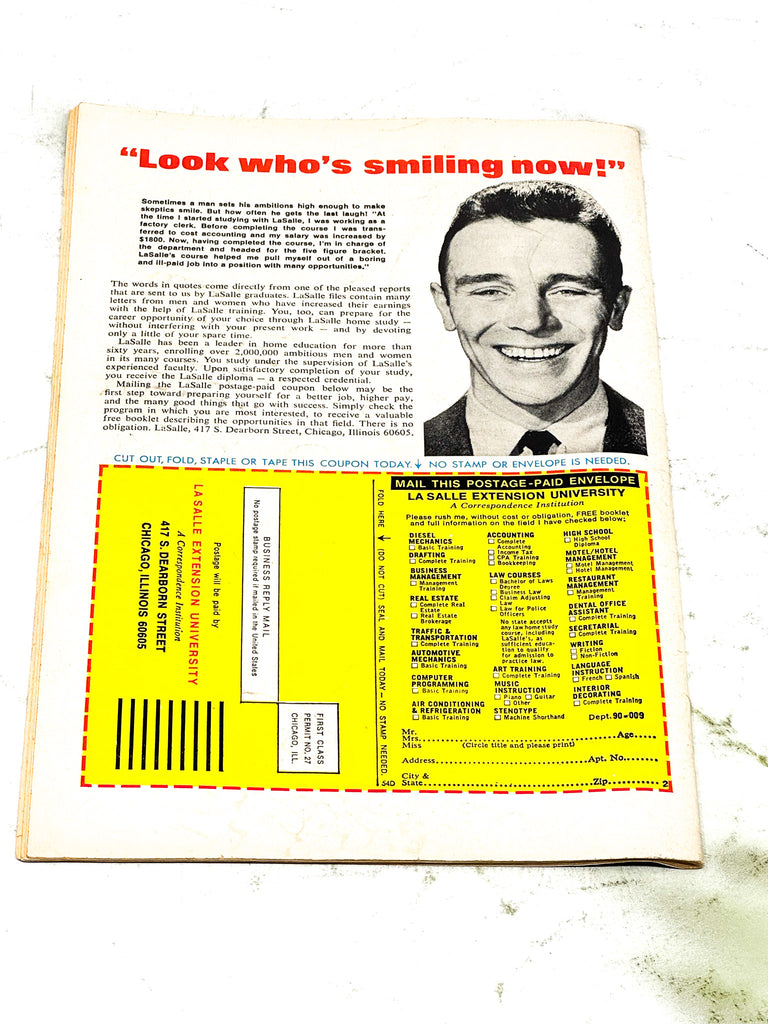 “Look who's smiling now!”
Sometimes a man sets his ambitions high enough to make
skeptics smile. But how often he gets the last laugh! "At
the time I started studying with LaSalle, I was working as a
factory clerk. Before completing the course I was trans-
ferred to cost accounting and my salary was increased by
$1800. Now, having completed the course, I'm in charge of
the department and headed for the five figure bracket.
LaSalle's course helped me pull myself out of a boring
and ill-paid job into a position with many opportunities."
The words in quotes come directly from one of the pleased reports
that are sent to us by LaSalle graduates. LaSalle files contain many
letters from men and women who have increased their earnings
with the help of LaSalle training. You, too, can prepare for the
career opportunity of your choice through LaSalle home study —
without interfering with your present work — and by devoting
only a little of your spare time.
LaSalle has been a leader in home education for more than
sixty years, enrolling over 2,000,000 ambitious men and women
in its many courses. You study under the supervision of LaSalle's
experienced faculty. Upon satisfactory completion of your study,
you receive the LaSalle diploma — a respected credential.
Mailing the LaSalle postage-paid coupon below may be the
first step toward preparing yourself for a better job, higher pay,
and the many good things that go with success. Simply check the
program in which you are most interested, to receive a valuable
free booklet describing the opportunities in that field. There is no
obligation. LaSalle, 417 S. Dearborn Street, Chicago, Illinois 60605.
CUT OUT, FOLD, STAPLE OR TAPE THIS COUPON TODAY. ↓ NO STAMP OR ENVELOPE IS NEEDED.
BUSINESS REPLY MAIL
No postage stamp required if mailed in the United States
FIRST CLASS
PERMIT NO. 27
CHICAGO, ILL.
Postage will be paid by
LA SALLE EXTENSION UNIVERSITY
A Correspondence Institution
417 S. DEARBORN STREET
CHICAGO, ILLINOIS 60605
FOLD HERE ← (DO NOT CUT) SEAL AND MAIL TODAY—NO STAMP NEEDED.
54D
MAIL THIS POSTAGE-PAID ENVELOPE
LA SALLE EXTENSION UNIVERSITY
A Correspondence Institution
Please rush me, without cost or obligation, FREE booklet
and full information on the field I have checked below:
DIESEL
MECHANICS
□ Basic Training
DRAFTING
□ Complete Training
BUSINESS
MANAGEMENT
□ Management
Training
REAL ESTATE
□ Complete Real
Estate
□ Real Estate
Brokerage
TRAFFIC &
TRANSPORTATION
□ Complete Training
AUTOMOTIVE
MECHANICS
□ Basic Training
COMPUTER
PROGRAMMING
□ Basic Training
AIR CONDITIONING
& REFRIGERATION
□ Basic Training
ACCOUNTING
□ Complete
Accounting
□ Income Tax
□ CPA Training
□ Bookkeeping
LAW COURSES
□ Bachelor of Laws
Degree
□ Business Law
□ Claim Adjusting
Law
□ Law for Police
Officers
No state accepts
any law home study
course, including
LaSalle's, as
sufficient educa-
tion to qualify
for admission to
practice law.
ART TRAINING
□ Complete Training
MUSIC
INSTRUCTION
□ Piano □ Guitar
□ Other
STENOTYPE
□ Machine Shorthand
HIGH SCHOOL
□ High School
Diploma
MOTEL/HOTEL
MANAGEMENT
□ Motel Management
□ Hotel Management
RESTAURANT
MANAGEMENT
□ Management
Training
DENTAL OFFICE
ASSISTANT
□ Complete Training
SECRETARIAL
□ Complete Training
WRITING
□ Fiction
□ Non-Fiction
LANGUAGE
INSTRUCTION
□ French □ Spanish
INTERIOR
DECORATING
□ Complete Training
Dept. 90-009
Mr.
Mrs.
Miss (Circle title and please print) Age
Address Apt. No.
City &
State Zip 2